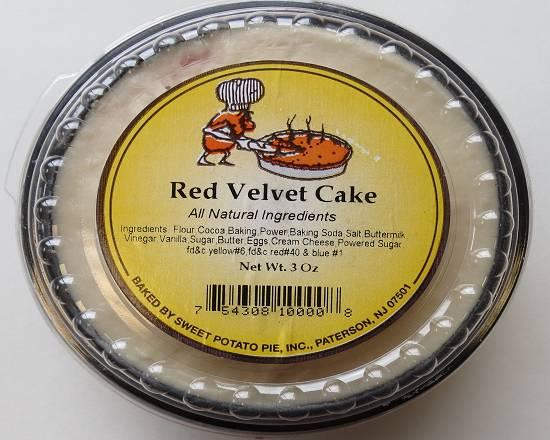 Red Velvet Cake
All Natural Ingredients
Ingredients: Flour,Cocoa,Baking,Power,Baking Soda,Salt,Buttermilk
Vinegar,Vanilla,Sugar,Butter,Eggs,Cream Cheese,Powered Sugar
fd&c yellow#6,fd&c red#40 & blue #1
Net Wt. 3 Oz
7 54308 10000 8
BAKED BY SWEET POTATO PIE, INC., PATERSON, NJ 07501